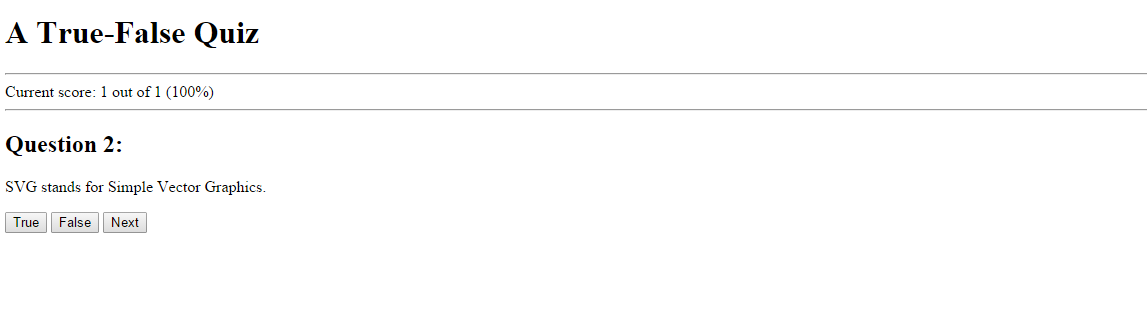 A True-False Quiz
Current score: 1 out of 1 (100%)
Question 2:
SVG stands for Simple Vector Graphics.
True False Next